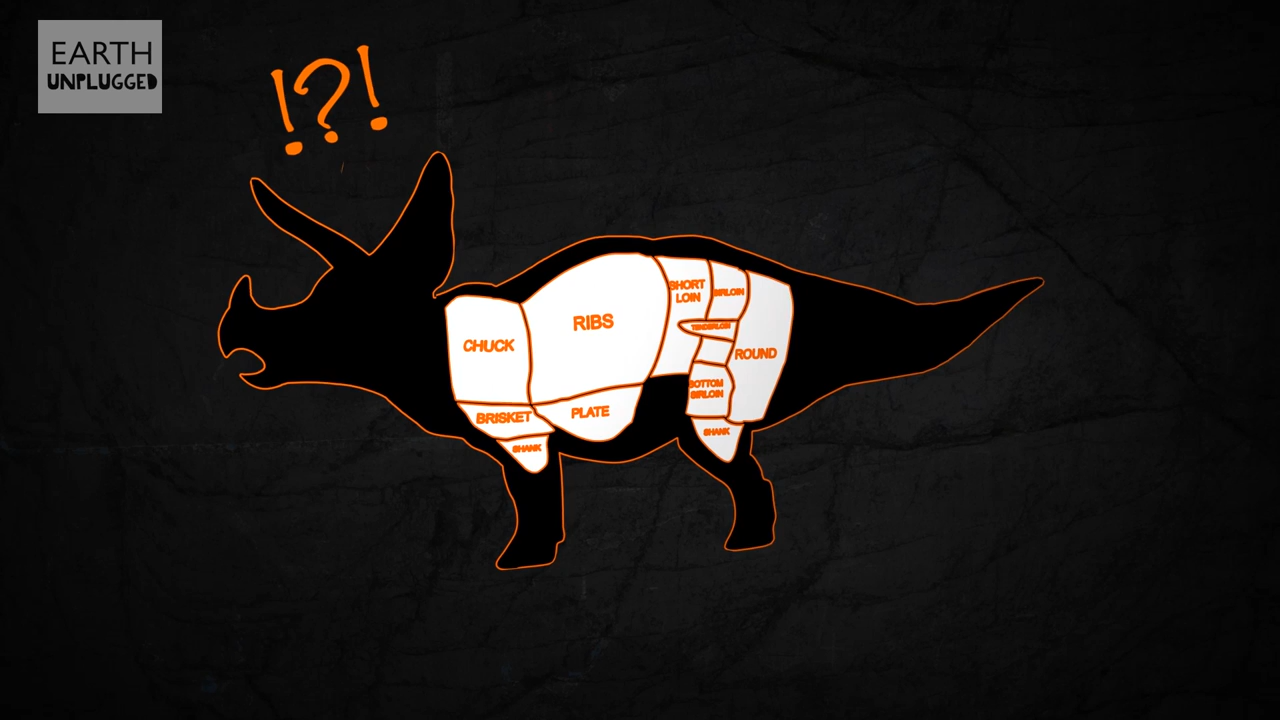 EARTH
UNPLUGGED
!?!
CHUCK
RIBS
SHORT
LOIN
SIRLOIN
TENDERLOIN
ROUND
BOTTOM
SIRLOIN
BRISKET
PLATE
SHANK
SHANK